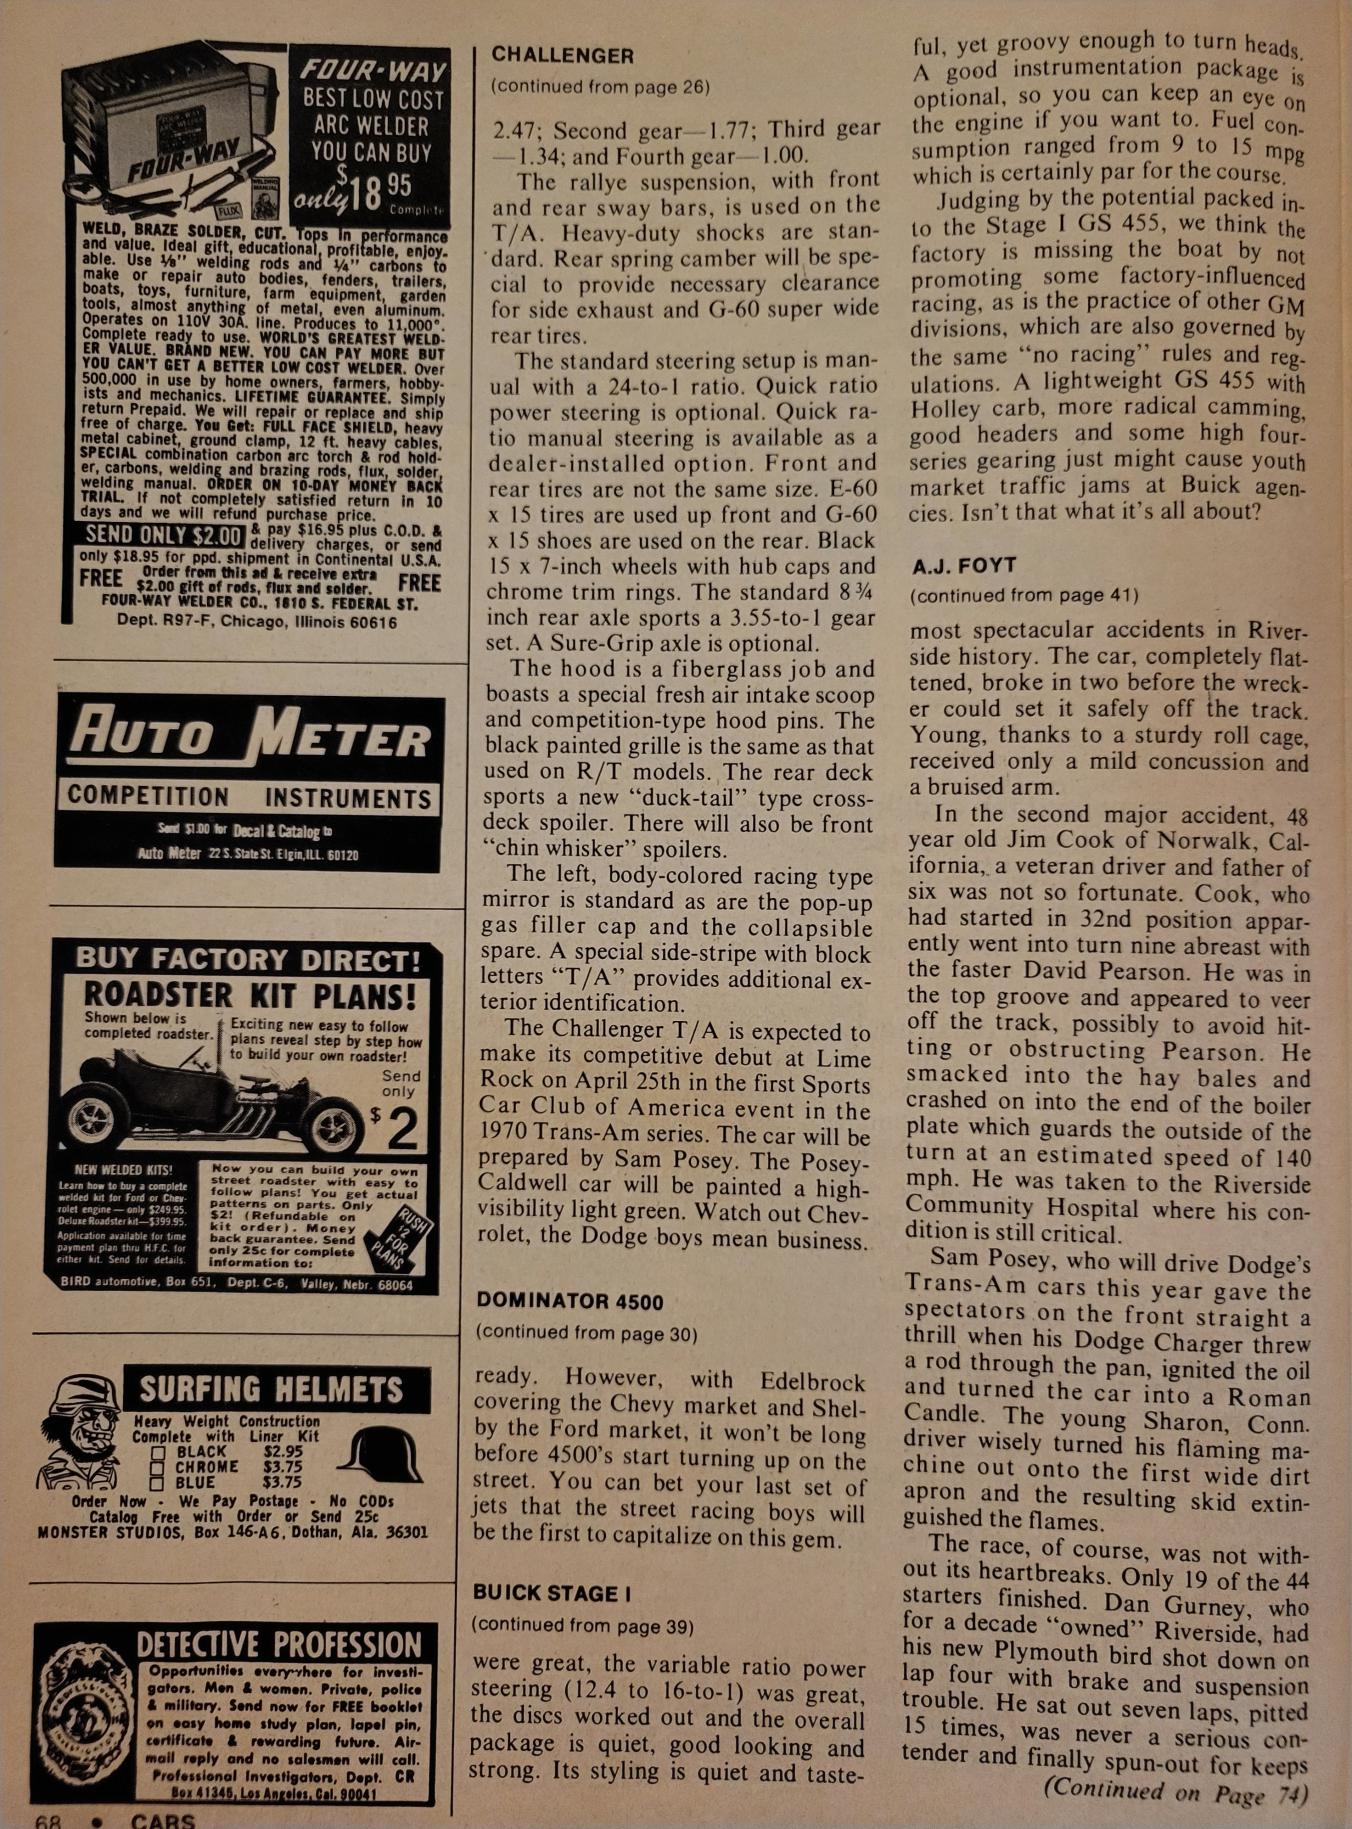 FOUR-WAY
BEST LOW COST
ARC WELDER
YOU CAN BUY
only $18.95
Complete
FOUR-WAY
FLUX
WELDING MANUAL
WELD, BRAZE SOLDER, CUT. Tops in performance
and value. Ideal gift, educational, profitable, enjoy-
able. Use 1/8" welding rods and 1/4" carbons to
make or repair auto bodies, fenders, trailers,
boats, toys, furniture, farm equipment, garden
tools, almost anything of metal, even aluminum.
Operates on 110V 30A. line. Produces to 11,000°.
Complete ready to use. WORLD'S GREATEST WELD-
ER VALUE. BRAND NEW. YOU CAN PAY MORE BUT
YOU CAN'T GET A BETTER LOW COST WELDER. Over
500,000 in use by home owners, farmers, hobby-
ists and mechanics. LIFETIME GUARANTEE. Simply
return Prepaid. We will repair or replace and ship
free of charge. You Get: FULL FACE SHIELD, heavy
metal cabinet, ground clamp, 12 ft. heavy cables,
SPECIAL combination carbon arc torch & rod hold-
er, carbons, welding and brazing rods, flux, solder,
welding manual. ORDER ON 10-DAY MONEY BACK
TRIAL. If not completely satisfied return in 10
days and we will refund purchase price.
SEND ONLY $2.00 & pay $16.95 plus C.O.D. &
delivery charges, or send
only $18.95 for ppd. shipment in Continental U.S.A.
FREE Order from this ad & receive extra FREE
$2.00 gift of rods, flux and solder.
FOUR-WAY WELDER CO., 1810 S. FEDERAL ST.
Dept. R97-F, Chicago, Illinois 60616
AUTO METER
COMPETITION INSTRUMENTS
Send $1.00 for Decal & Catalog to
Auto Meter 22 S. State St. Elgin, ILL. 60120
BUY FACTORY DIRECT!
ROADSTER KIT PLANS!
Shown below is
completed roadster.
Exciting new easy to follow
plans reveal step by step how
to build your own roadster!
Send
only
$2
NEW WELDED KITS!
Learn how to buy a complete
welded kit for Ford or Chev-
rolet engine — only $249.95.
Deluxe Roadster kit—$399.95.
Application available for time
payment plan thru H.F.C. for
either kit. Send for details.
Now you can build your own
street roadster with easy to
follow plans! You get actual
patterns on parts. Only
$2! (Refundable on
kit order). Money
back guarantee. Send
only 25c for complete
information to:
RUSH
$2
FOR
PLANS
BIRD automotive, Box 651, Dept. C-6, Valley, Nebr. 68064
SURFING HELMETS
Heavy Weight Construction
Complete with Liner Kit
BLACK $2.95
CHROME $3.75
BLUE $3.75
Order Now - We Pay Postage - No CODs
Catalog Free with Order or Send 25c
MONSTER STUDIOS, Box 146-A6, Dothan, Ala. 36301
DETECTIVE PROFESSION
Opportunities everywhere for investi-
gators. Men & women. Private, police
& military. Send now for FREE booklet
on easy home study plan, lapel pin,
certificate & rewarding future. Air-
mail reply and no salesmen will call.
Professional Investigators, Dept. CR
Box 41345, Los Angeles, Cal. 90041
68 • CARS
CHALLENGER
(continued from page 26)
2.47; Second gear—1.77; Third gear
—1.34; and Fourth gear—1.00.
The rallye suspension, with front
and rear sway bars, is used on the
T/A. Heavy-duty shocks are stan-
dard. Rear spring camber will be spe-
cial to provide necessary clearance
for side exhaust and G-60 super wide
rear tires.
The standard steering setup is man-
ual with a 24-to-1 ratio. Quick ratio
power steering is optional. Quick ra-
tio manual steering is available as a
dealer-installed option. Front and
rear tires are not the same size. E-60
x 15 tires are used up front and G-60
x 15 shoes are used on the rear. Black
15 x 7-inch wheels with hub caps and
chrome trim rings. The standard 8 3/4
inch rear axle sports a 3.55-to-1 gear
set. A Sure-Grip axle is optional.
The hood is a fiberglass job and
boasts a special fresh air intake scoop
and competition-type hood pins. The
black painted grille is the same as that
used on R/T models. The rear deck
sports a new "duck-tail" type cross-
deck spoiler. There will also be front
"chin whisker" spoilers.
The left, body-colored racing type
mirror is standard as are the pop-up
gas filler cap and the collapsible
spare. A special side-stripe with block
letters "T/A" provides additional ex-
terior identification.
The Challenger T/A is expected to
make its competitive debut at Lime
Rock on April 25th in the first Sports
Car Club of America event in the
1970 Trans-Am series. The car will be
prepared by Sam Posey. The Posey-
Caldwell car will be painted a high-
visibility light green. Watch out Chev-
rolet, the Dodge boys mean business.
DOMINATOR 4500
(continued from page 30)
ready. However, with Edelbrock
covering the Chevy market and Shel-
by the Ford market, it won't be long
before 4500's start turning up on the
street. You can bet your last set of
jets that the street racing boys will
be the first to capitalize on this gem.
BUICK STAGE I
(continued from page 39)
were great, the variable ratio power
steering (12.4 to 16-to-1) was great,
the discs worked out and the overall
package is quiet, good looking and
strong. Its styling is quiet and taste-
ful, yet groovy enough to turn heads.
A good instrumentation package is
optional, so you can keep an eye on
the engine if you want to. Fuel con-
sumption ranged from 9 to 15 mpg
which is certainly par for the course.
Judging by the potential packed in-
to the Stage I GS 455, we think the
factory is missing the boat by not
promoting some factory-influenced
racing, as is the practice of other GM
divisions, which are also governed by
the same "no racing" rules and reg-
ulations. A lightweight GS 455 with
Holley carb, more radical camming,
good headers and some high four-
series gearing just might cause youth
market traffic jams at Buick agen-
cies. Isn't that what it's all about?
A.J. FOYT
(continued from page 41)
most spectacular accidents in River-
side history. The car, completely flat-
tened, broke in two before the wreck-
er could set it safely off the track.
Young, thanks to a sturdy roll cage,
received only a mild concussion and
a bruised arm.
In the second major accident, 48
year old Jim Cook of Norwalk, Cal-
ifornia, a veteran driver and father of
six was not so fortunate. Cook, who
had started in 32nd position appar-
ently went into turn nine abreast with
the faster David Pearson. He was in
the top groove and appeared to veer
off the track, possibly to avoid hit-
ting or obstructing Pearson. He
smacked into the hay bales and
crashed on into the end of the boiler
plate which guards the outside of the
turn at an estimated speed of 140
mph. He was taken to the Riverside
Community Hospital where his con-
dition is still critical.
Sam Posey, who will drive Dodge's
Trans-Am cars this year gave the
spectators on the front straight a
thrill when his Dodge Charger threw
a rod through the pan, ignited the oil
and turned the car into a Roman
Candle. The young Sharon, Conn.
driver wisely turned his flaming ma-
chine out onto the first wide dirt
apron and the resulting skid extin-
guished the flames.
The race, of course, was not with-
out its heartbreaks. Only 19 of the 44
starters finished. Dan Gurney, who
for a decade "owned" Riverside, had
his new Plymouth bird shot down on
lap four with brake and suspension
trouble. He sat out seven laps, pitted
15 times, was never a serious con-
tender and finally spun-out for keeps
(Continued on Page 74)